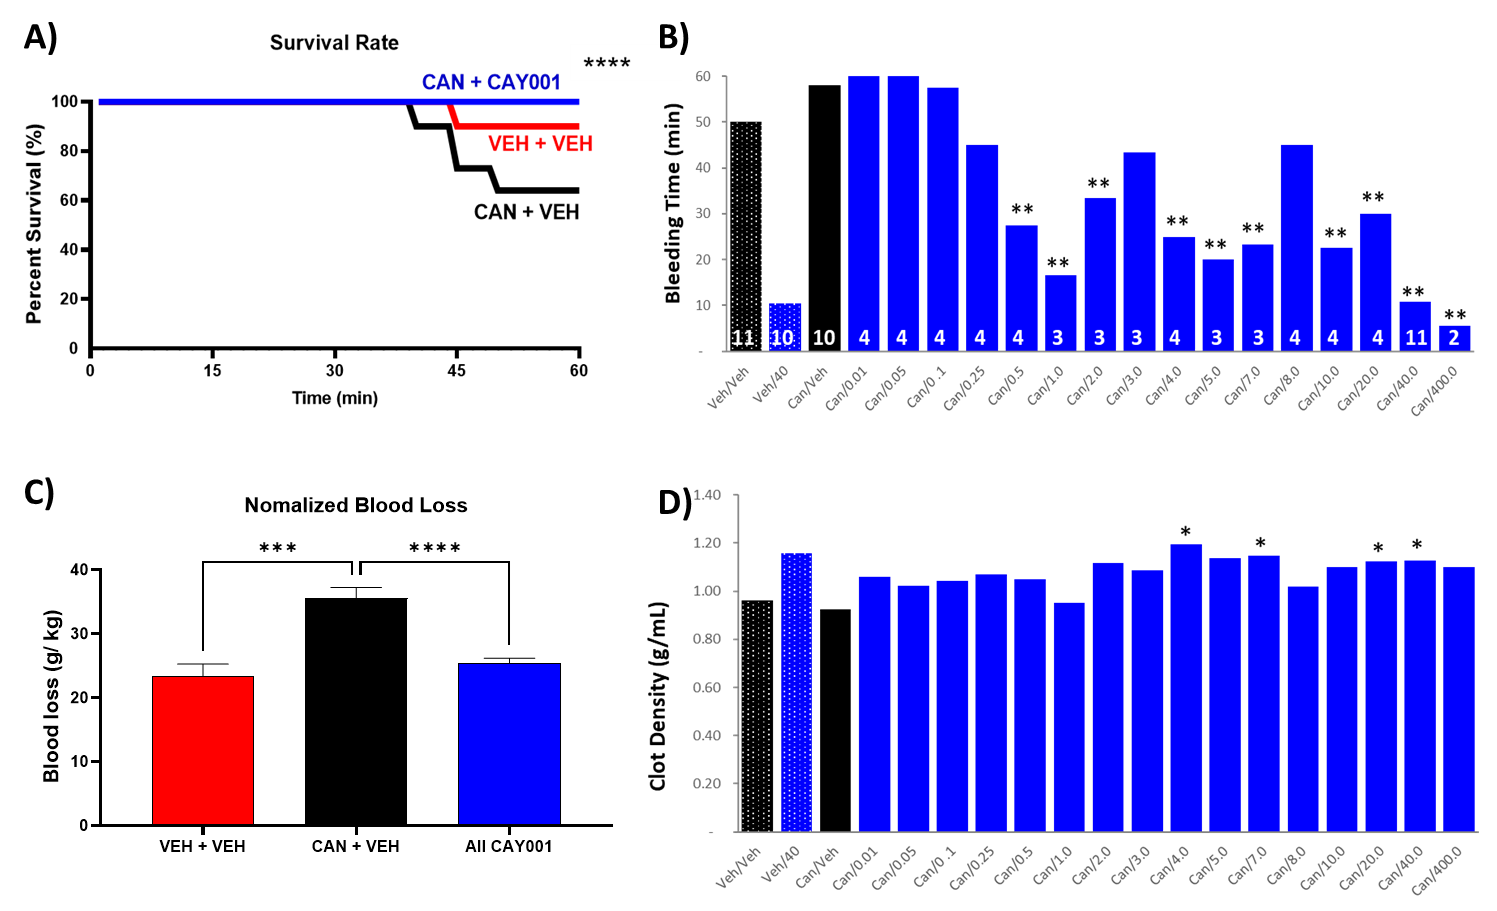 A)
Survival Rate
****
CAN + CAY001
VEH + VEH
CAN + VEH
Percent Survival (%)
100
80
60
40
20
0
0 15 30 45 60
Time (min)
B)
Bleeding Time (min)
60
50
40
30
20
10
-
** ** ** ** ** ** ** ** ** **
11 10 10 4 4 4 4 4 3 3 3 4 3 3 4 4 4 11 2
Veh/Veh Veh/40 Can/Veh Can/0.01 Can/0.05 Can/0 .1 Can/0.25 Can/0.5 Can/1.0 Can/2.0 Can/3.0 Can/4.0 Can/5.0 Can/7.0 Can/8.0 Can/10.0 Can/20.0 Can/40.0 Can/400.0
C)
Nomalized Blood Loss
*** ****
Blood loss (g/ kg)
40
30
20
10
0
VEH + VEH CAN + VEH All CAY001
D)
Clot Density (g/mL)
1.40
1.20
1.00
0.80
0.60
0.40
0.20
-
* * * *
Veh/Veh Veh/40 Can/Veh Can/0.01 Can/0.05 Can/0 .1 Can/0.25 Can/0.5 Can/1.0 Can/2.0 Can/3.0 Can/4.0 Can/5.0 Can/7.0 Can/8.0 Can/10.0 Can/20.0 Can/40.0 Can/400.0